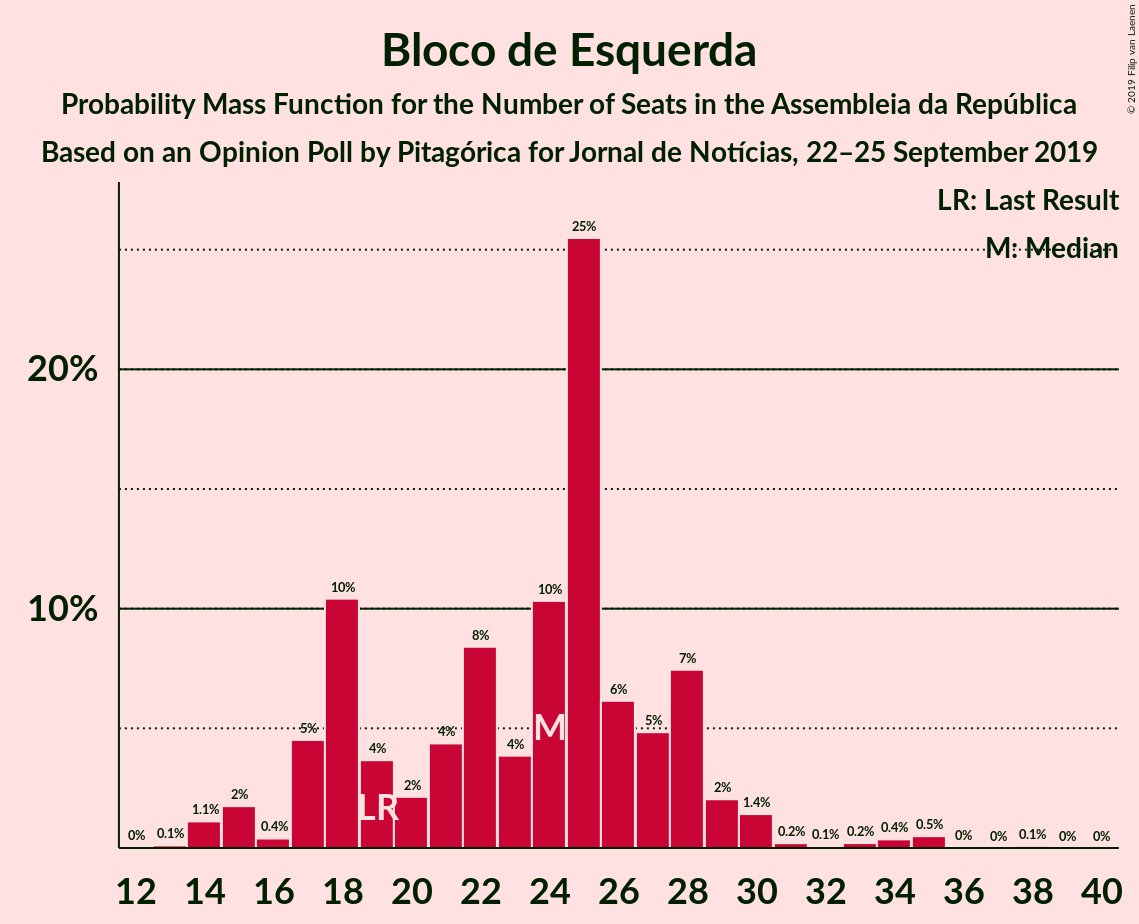 Bloco de Esquerda
Probability Mass Function for the Number of Seats in the Assembleia da República
Based on an Opinion Poll by Pitagórica for Jornal de Notícias, 22–25 September 2019
© 2019 Filip van Laenen
LR: Last Result
M: Median
20%
10%
0% 0.1% 1.1% 2% 0.4% 5% 10% 4% 2% 4% 8% 4% 10% 25% 6% 5% 7% 2% 1.4% 0.2% 0.1% 0.2% 0.4% 0.5% 0% 0% 0.1% 0% 0%
LR M
12 14 16 18 20 22 24 26 28 30 32 34 36 38 40